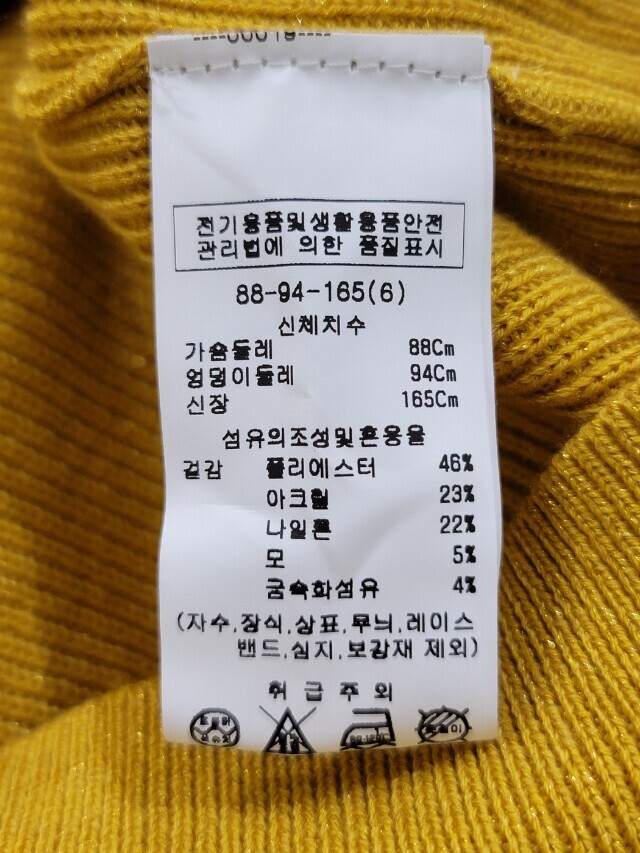 전기용품및생활용품안전
관리법에 의한 품질표시
88-94-165(6)
신체치수
가슴둘레 88Cm
엉덩이둘레 94Cm
신장 165Cm
섬유의조성및혼용율
겉감 폴리에스터 46%
아크릴 23%
나일론 22%
모 5%
금속화섬유 4%
(자수,장식,상표,무늬,레이스
밴드,심지,보강재 제외)
취급주의